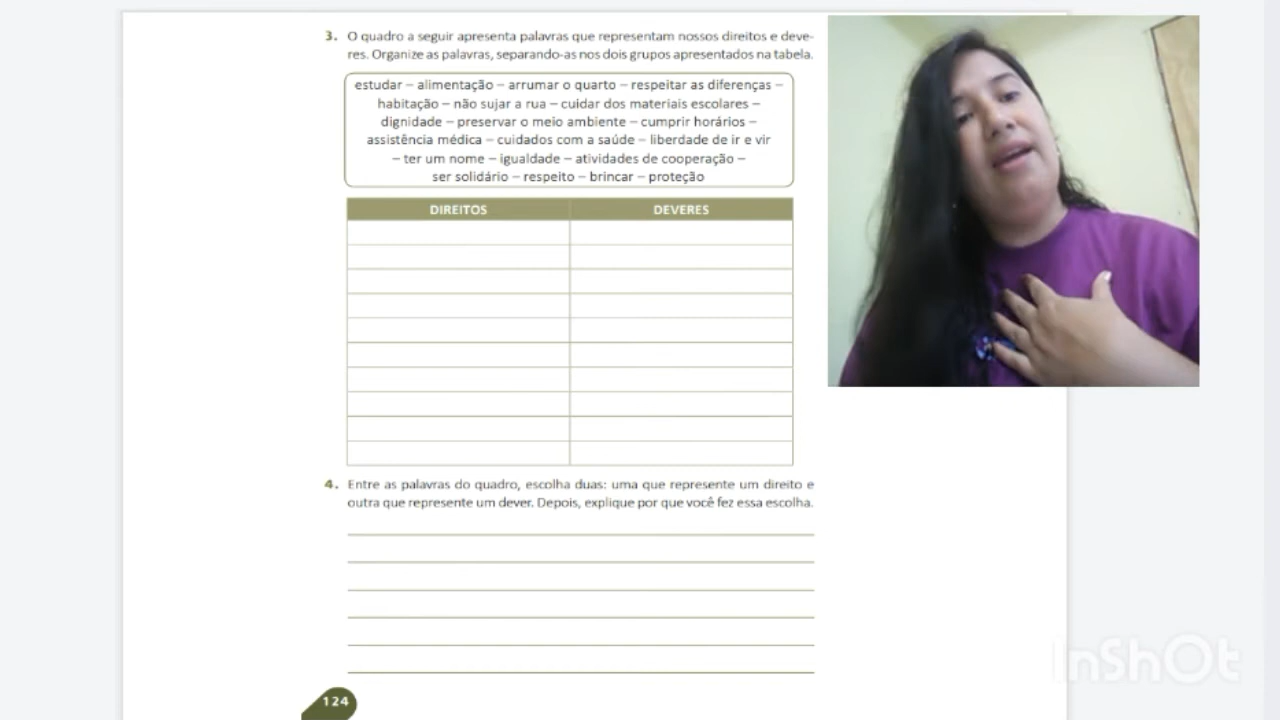 3. O quadro a seguir apresenta palavras que representam nossos direitos e deve-
res. Organize as palavras, separando-as nos dois grupos apresentados na tabela.
estudar – alimentação – arrumar o quarto – respeitar as diferenças –
habitação – não sujar a rua – cuidar dos materiais escolares –
dignidade – preservar o meio ambiente – cumprir horários –
assistência médica – cuidados com a saúde – liberdade de ir e vir
– ter um nome – igualdade – atividades de cooperação –
ser solidário – respeito – brincar – proteção
DIREITOS DEVERES
4. Entre as palavras do quadro, escolha duas: uma que represente um direito e
outra que represente um dever. Depois, explique por que você fez essa escolha.
124
InShOt